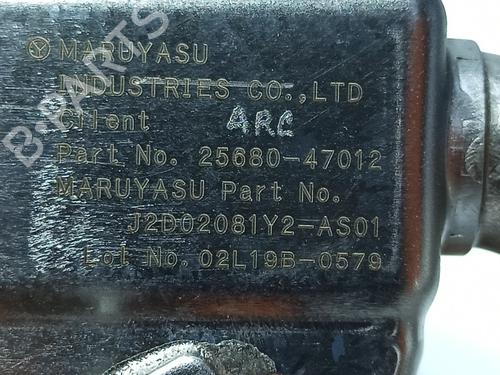 MARUYASU
INDUSTRIES CO.,LTD
Client ARC
Part No. 25680-47012
MARUYASU Part No.
J2D02081Y2-AS01
Lot No. 02L19B-0579
B-PARTS